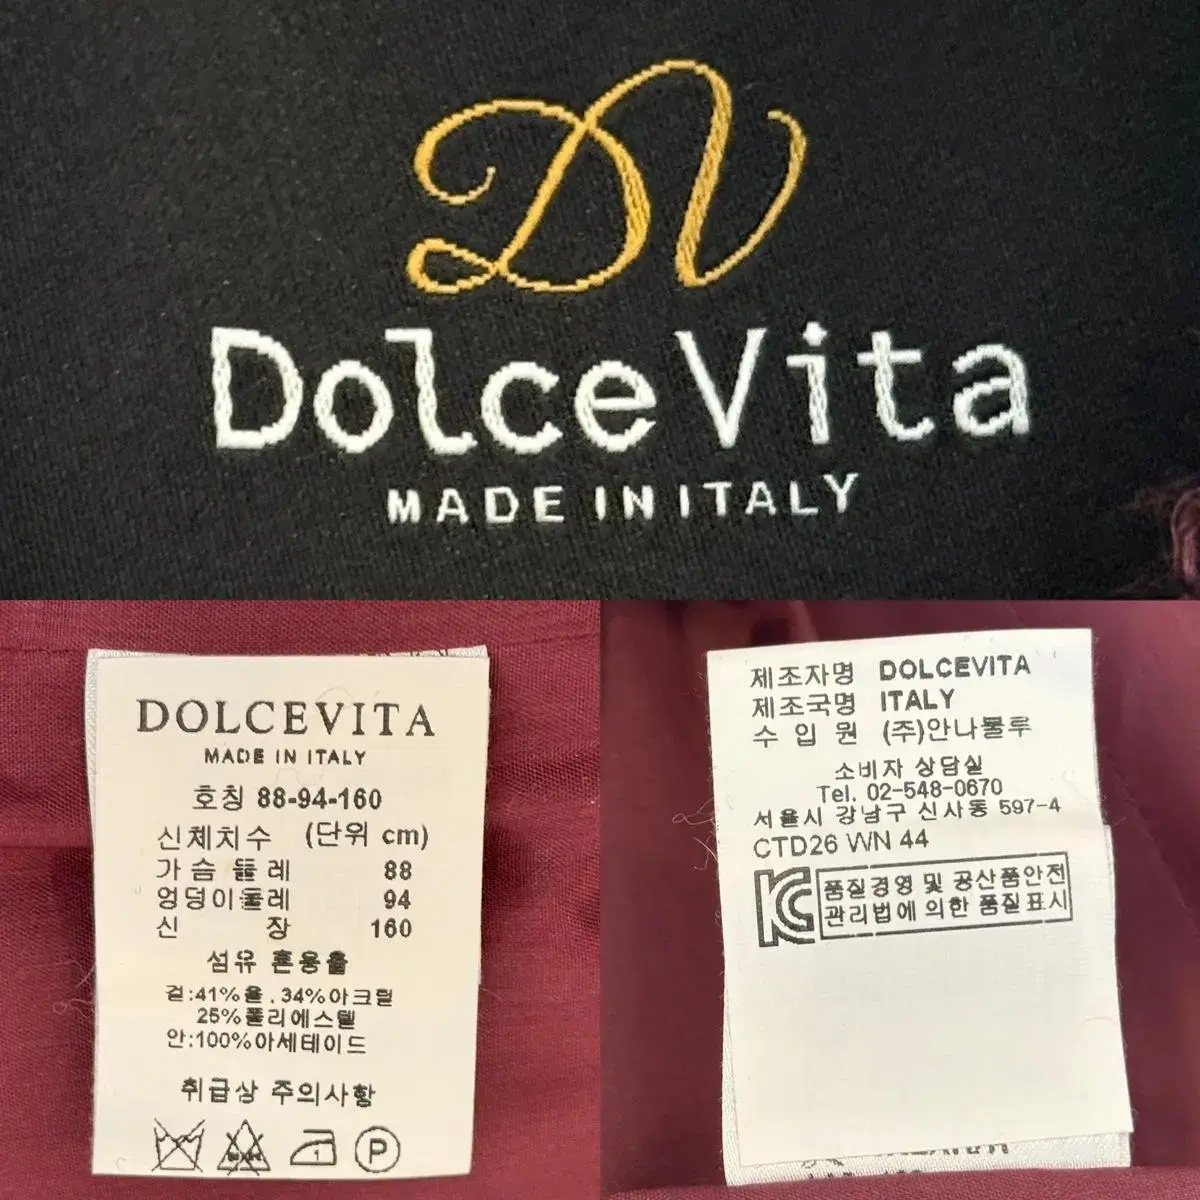 DV
DolceVita
MADE IN ITALY
DOLCEVITA
MADE IN ITALY
호칭 88-94-160
신체치수 (단위 cm)
가슴둘레 88
엉덩이둘레 94
신 장 160
섬유 혼용율
겉:41%울, 34%아크릴
25%폴리에스텔
안:100%아세테이드
취급상 주의사항
1
P
제조자명 DOLCEVITA
제조국명 ITALY
수 입 원 (주)안나불루
소비자 상담실
Tel. 02-548-0670
서울시 강남구 신사동 597-4
CTD26 WN 44
품질경영 및 공산품안전
관리법에 의한 품질표시